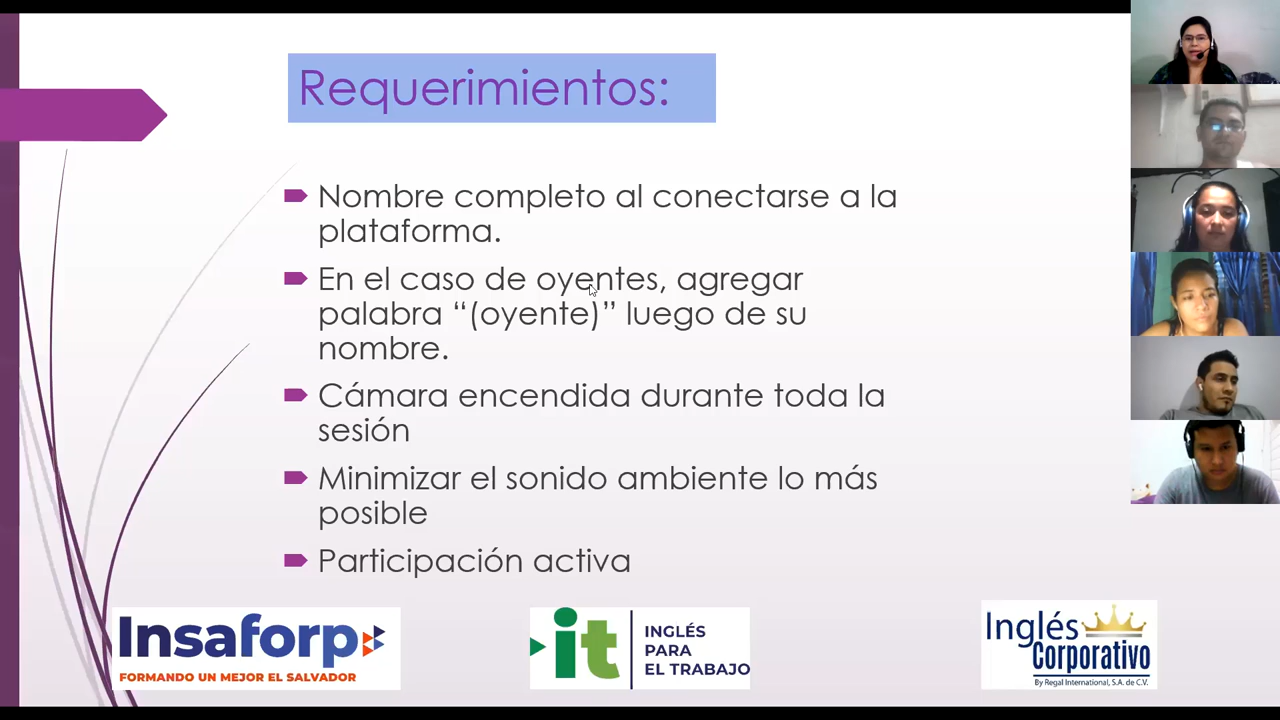 Requerimientos:
Nombre completo al conectarse a la
plataforma.
En el caso de oyentes, agregar
palabra “(oyente)” luego de su
nombre.
Cámara encendida durante toda la
sesión
Minimizar el sonido ambiente lo más
posible
Participación activa
Insaforp
FORMANDO UN MEJOR EL SALVADOR
it
INGLÉS
PARA
EL TRABAJO
Inglés
Corporativo
By Regal International, S.A. de C.V.